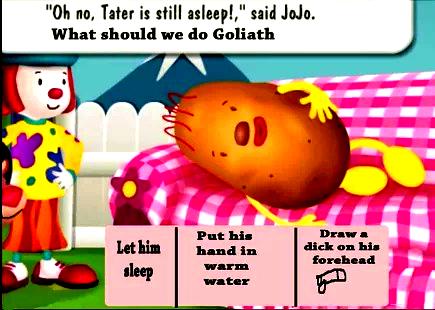 "Oh no, Tater is still asleep!," said JoJo.
What should we do Goliath
Let him
sleep
Put his
hand in
warm
water
Draw a
dick on his
forehead